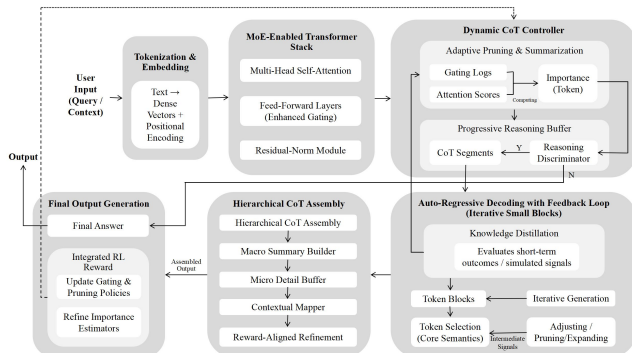 User
Input
(Query /
Context)
Tokenization &
Embedding
Text →
Dense
Vectors +
Positional
Encoding
MoE-Enabled Transformer
Stack
Multi-Head Self-Attention
Feed-Forward Layers
(Enhanced Gating)
Residual-Norm Module
Dynamic CoT Controller
Adaptive Pruning & Summarization
Gating Logs
Attention Scores
Computing
Importance
(Token)
Progressive Reasoning Buffer
CoT Segments
Y
Reasoning
Discriminator
N
Output
Final Output Generation
Final Answer
Integrated RL
Reward
Update Gating &
Pruning Policies
Refine Importance
Estimators
Assembled
Output
Hierarchical CoT Assembly
Hierarchical CoT Assembly
Macro Summary Builder
Micro Detail Buffer
Contextual Mapper
Reward-Aligned Refinement
Auto-Regressive Decoding with Feedback Loop
(Iterative Small Blocks)
Knowledge Distillation
Evaluates short-term
outcomes / simulated signals
Token Blocks
Iterative Generation
Token Selection
(Core Semantics)
Intermediate
Signals
Adjusting /
Pruning/Expanding